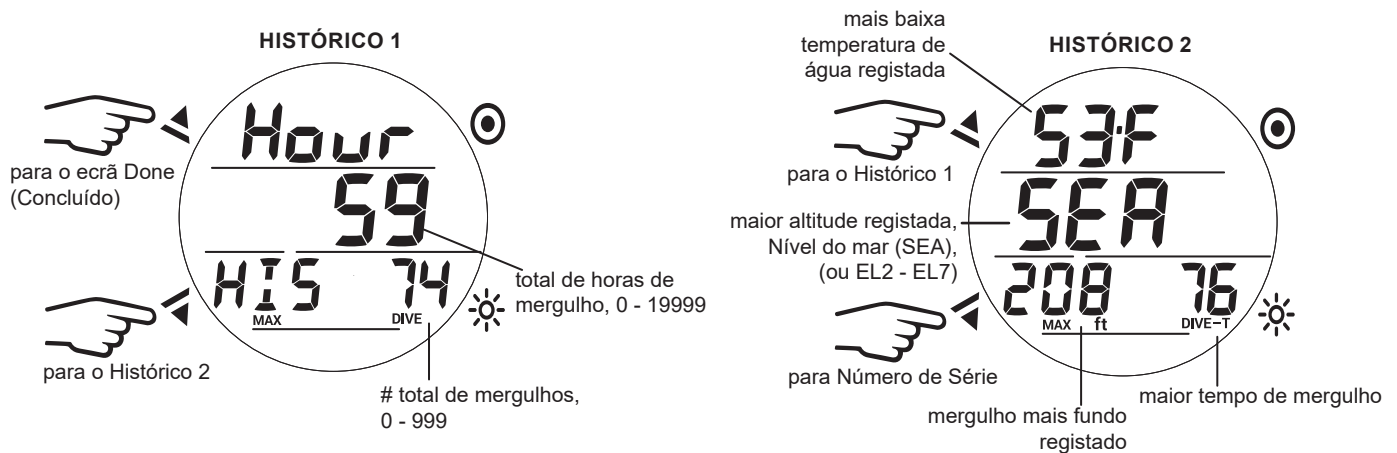 HISTÓRICO 1
para o ecrã Done
(Concluído)
Hour
59
HIS 74
MAX DIVE
para o Histórico 2
total de horas de
mergulho, 0 - 19999
# total de mergulhos,
0 - 999
HISTÓRICO 2
mais baixa
temperatura de
água registada
para o Histórico 1
53°F
maior altitude registada,
Nível do mar (SEA),
(ou EL2 - EL7)
SEA
208 76
MAX ft DIVE-T
para Número de Série
mergulho mais fundo
registado
maior tempo de mergulho